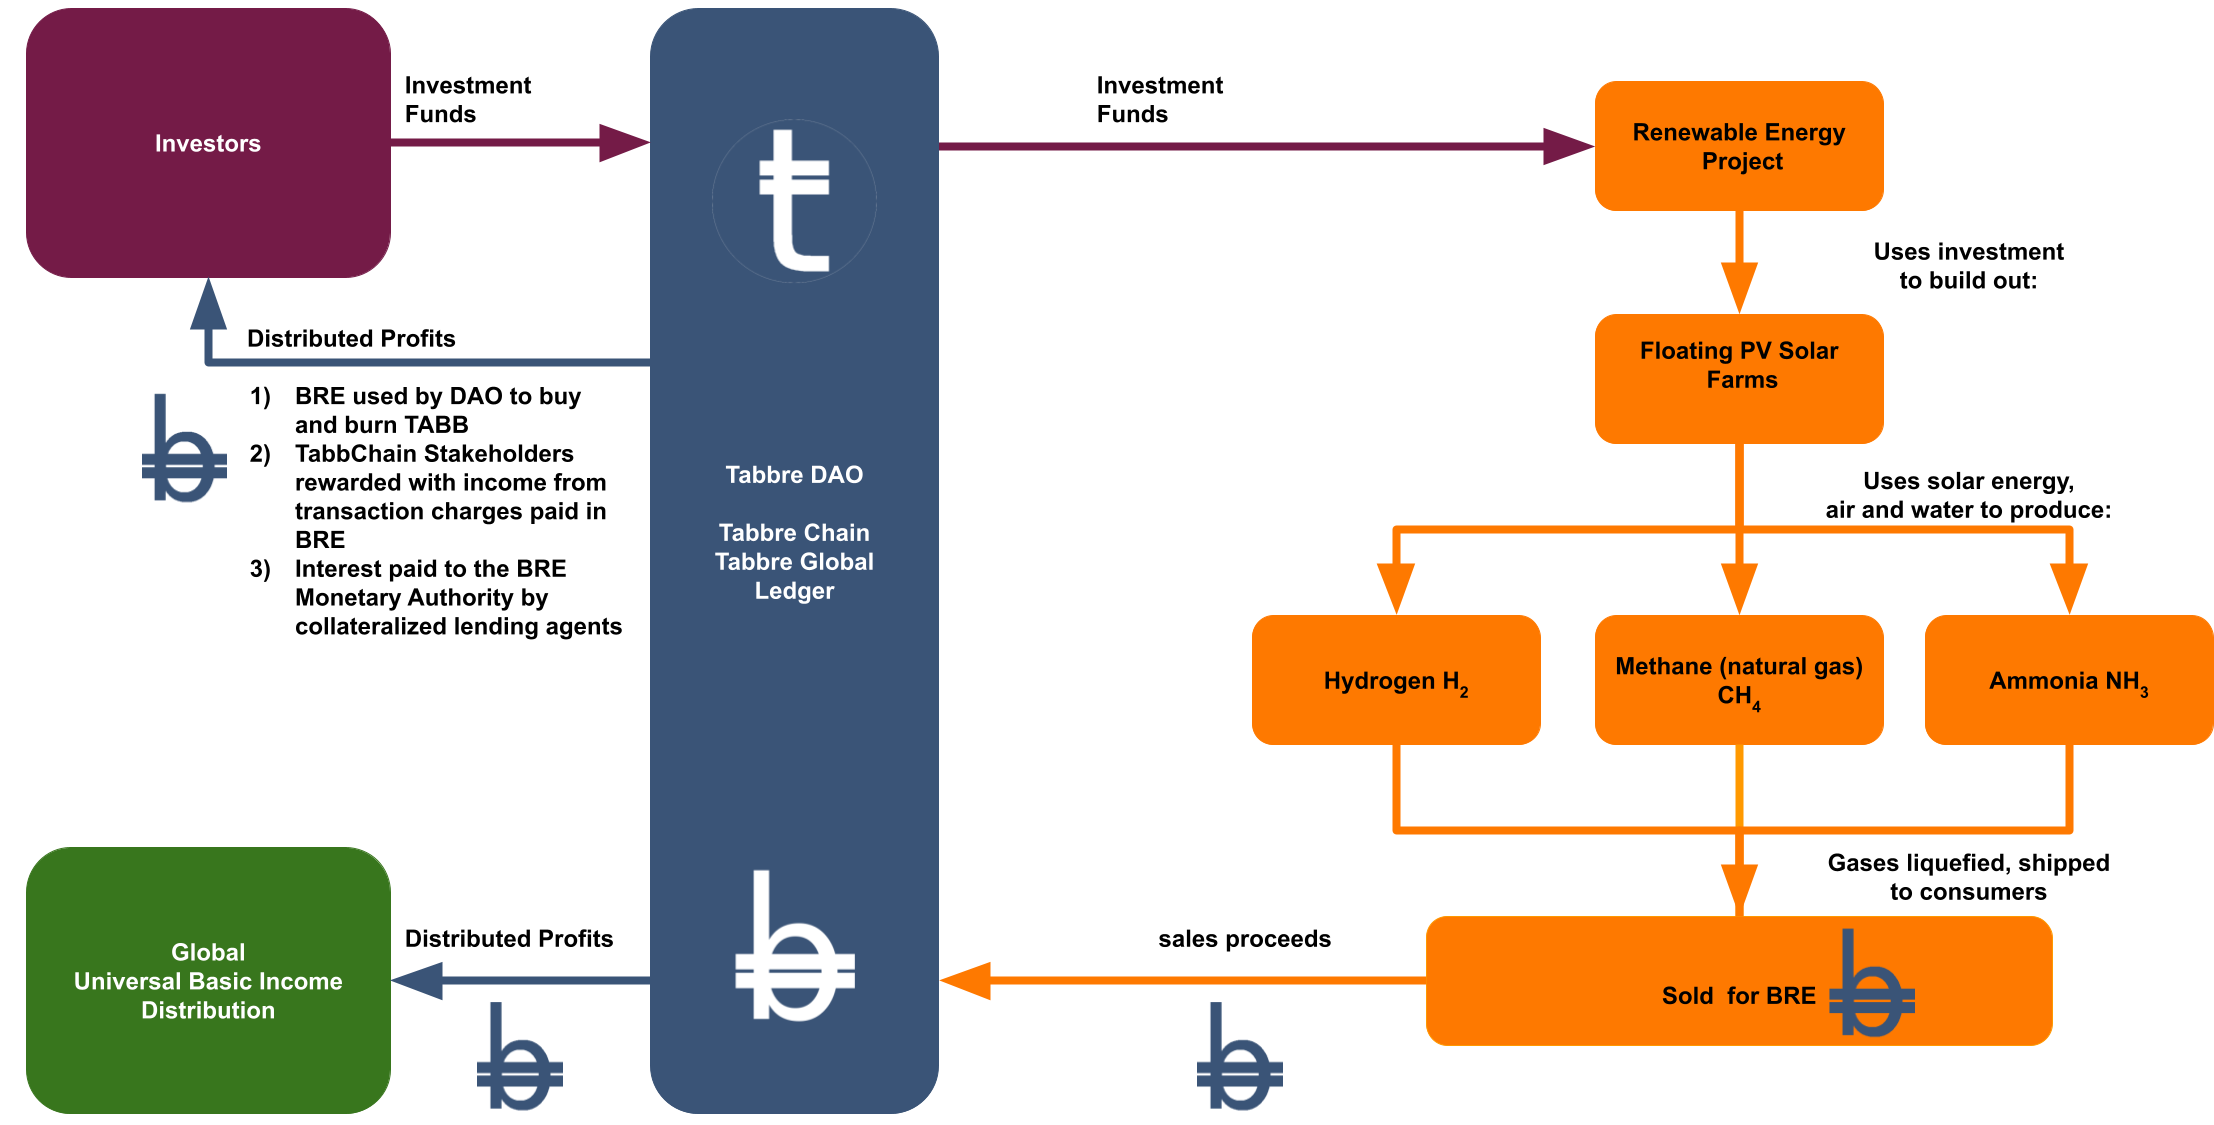 Investors
Investment
Funds
Investment
Funds
Renewable Energy
Project
Uses investment
to build out:
Distributed Profits
1) BRE used by DAO to buy
and burn TABB
2) TabbChain Stakeholders
rewarded with income from
transaction charges paid in
BRE
3) Interest paid to the BRE
Monetary Authority by
collateralized lending agents
Tabbre DAO
Tabbre Chain
Tabbre Global
Ledger
Floating PV Solar
Farms
Uses solar energy,
air and water to produce:
Hydrogen H₂
Methane (natural gas)
CH₄
Ammonia NH₃
Gases liquefied, shipped
to consumers
Sold for BRE
sales proceeds
Distributed Profits
Global
Universal Basic Income
Distribution